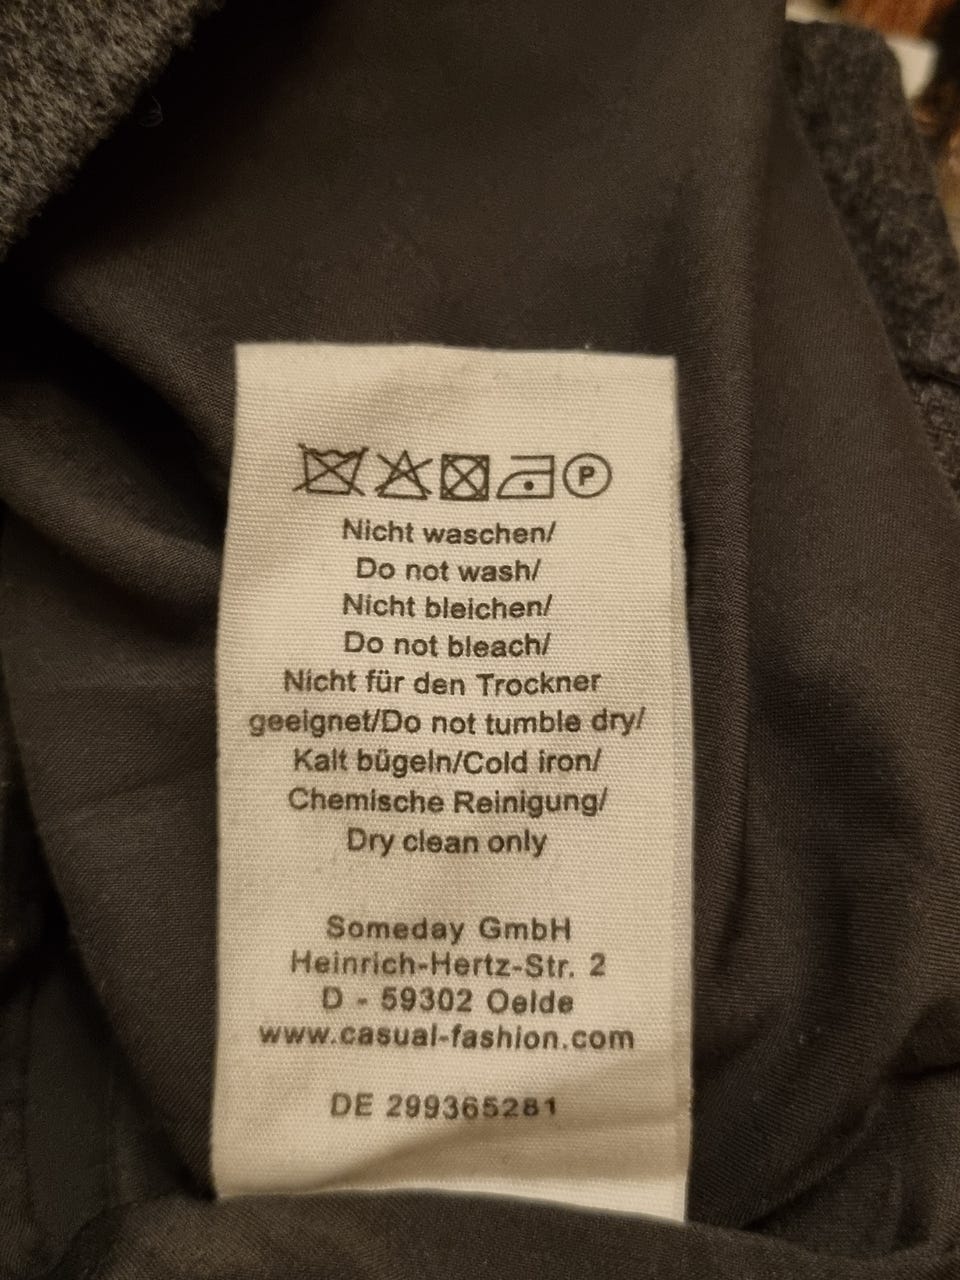 P
Nicht waschen/
Do not wash/
Nicht bleichen/
Do not bleach/
Nicht für den Trockner
geeignet/Do not tumble dry/
Kalt bügeln/Cold iron/
Chemische Reinigung/
Dry clean only
Someday GmbH
Heinrich-Hertz-Str. 2
D - 59302 Oelde
www.casual-fashion.com
DE 299365281